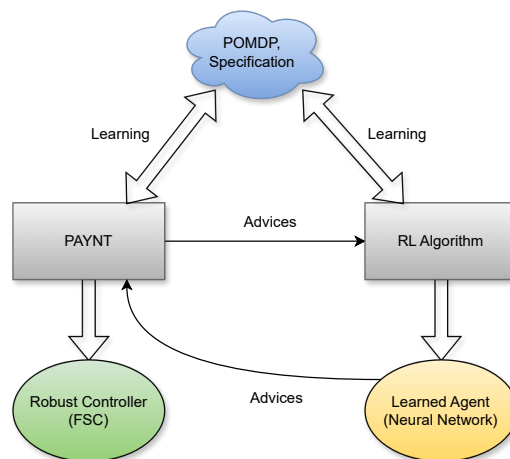 POMDP,
Specification
Learning
Learning
PAYNT
Advices
RL Algorithm
Robust Controller
(FSC)
Advices
Learned Agent
(Neural Network)